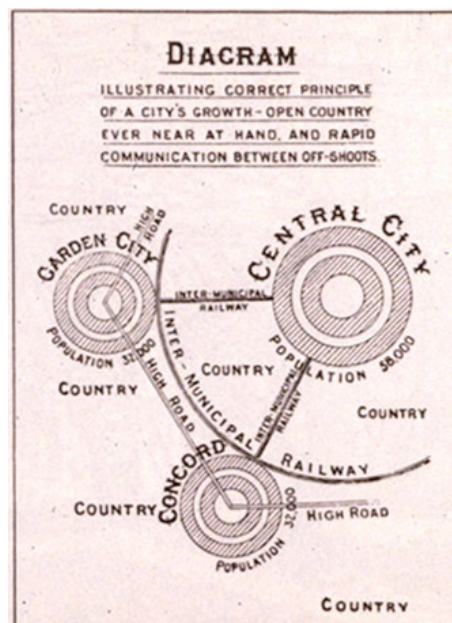 DIAGRAM
ILLUSTRATING CORRECT PRINCIPLE
OF A CITY'S GROWTH - OPEN COUNTRY
EVER NEAR AT HAND, AND RAPID
COMMUNICATION BETWEEN OFF-SHOOTS.
COUNTRY
HIGH
ROAD
GARDEN CITY
POPULATION 32,000
CENTRAL CITY
POPULATION 58,000
INTER-MUNICIPAL
RAILWAY
INTER-MUNICIPAL RAILWAY
COUNTRY
INTER-MUNICIPAL
RAILWAY
HIGH ROAD
COUNTRY
COUNTRY
CONCORD
POPULATION 32,000
COUNTRY
HIGH ROAD
COUNTRY